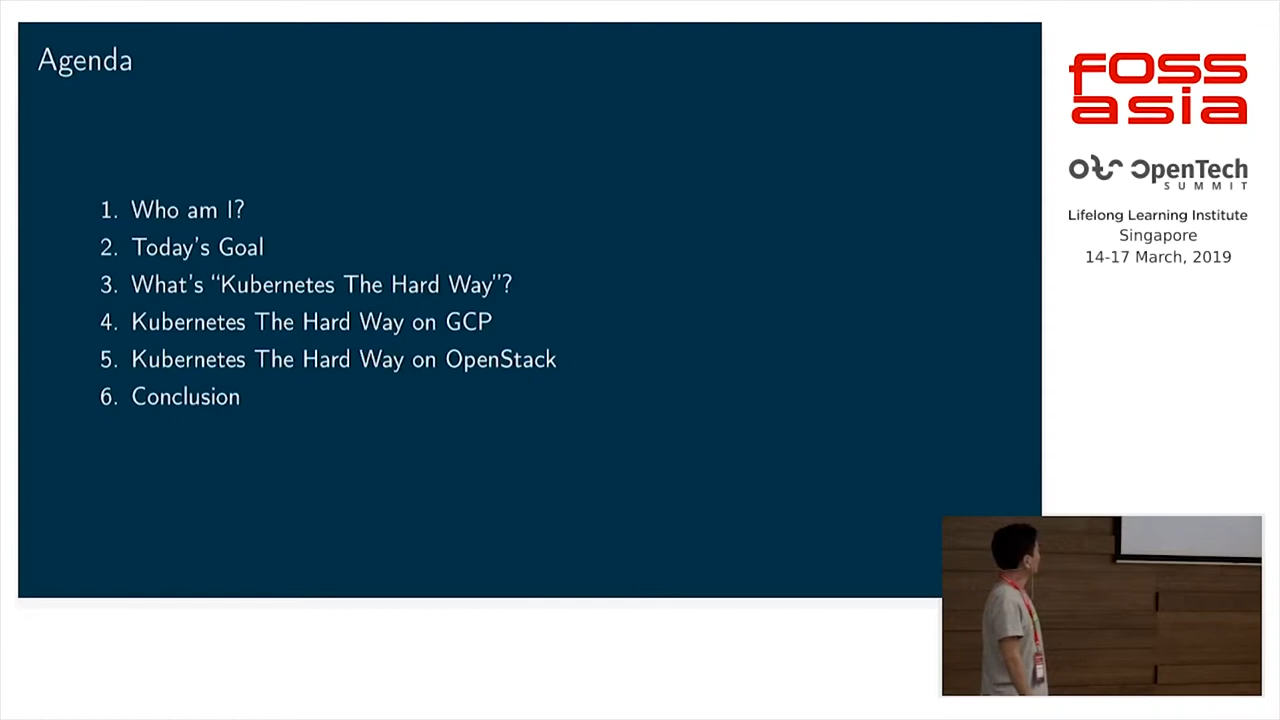 Agenda
1. Who am I?
2. Today's Goal
3. What's “Kubernetes The Hard Way”?
4. Kubernetes The Hard Way on GCP
5. Kubernetes The Hard Way on OpenStack
6. Conclusion
fOSS
asia
OpenTech
SUMMIT
Lifelong Learning Institute
Singapore
14-17 March, 2019